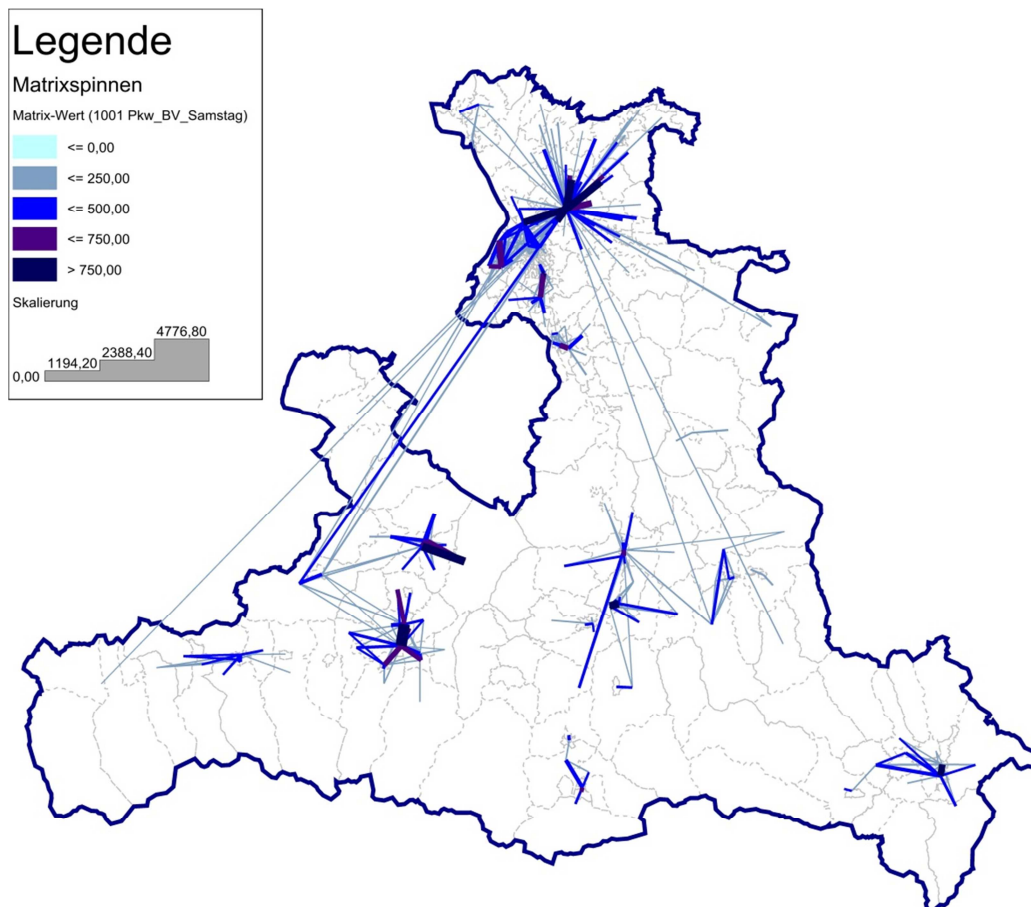 Legende
Matrixspinnen
Matrix-Wert (1001 Pkw_BV_Samstag)
<= 0,00
<= 250,00
<= 500,00
<= 750,00
> 750,00
Skalierung
4776,80
2388,40
1194,20
0,00